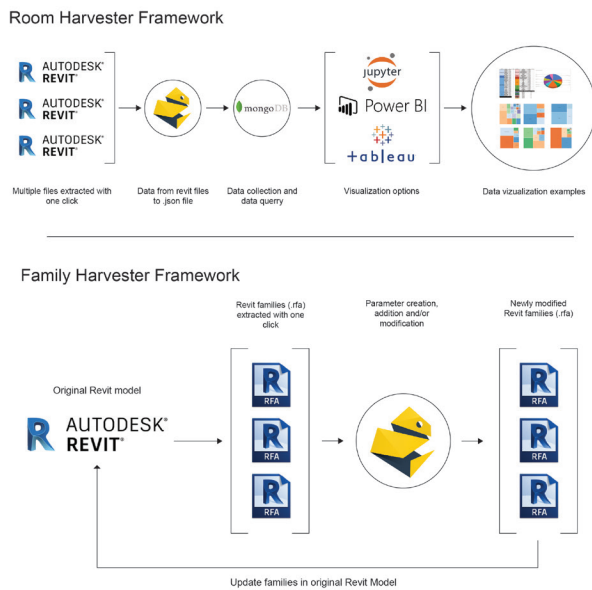 Room Harvester Framework
AUTODESK®
REVIT®
AUTODESK®
REVIT®
AUTODESK®
REVIT®
mongoDB
jupyter
Power BI
+ableau
Multiple files extracted with
one click
Data from revit files
to .json file
Data collection and
data querry
Visualization options
Data vizualization examples
Family Harvester Framework
Revit families (.rfa)
extracted with one
click
Parameter creation,
addition and/or
modification
Newly modified
Revit families (.rfa)
Original Revit model
R AUTODESK®
REVIT®
R
RFA
R
RFA
R
RFA
R
RFA
R
RFA
R
RFA
Update families in original Revit Model